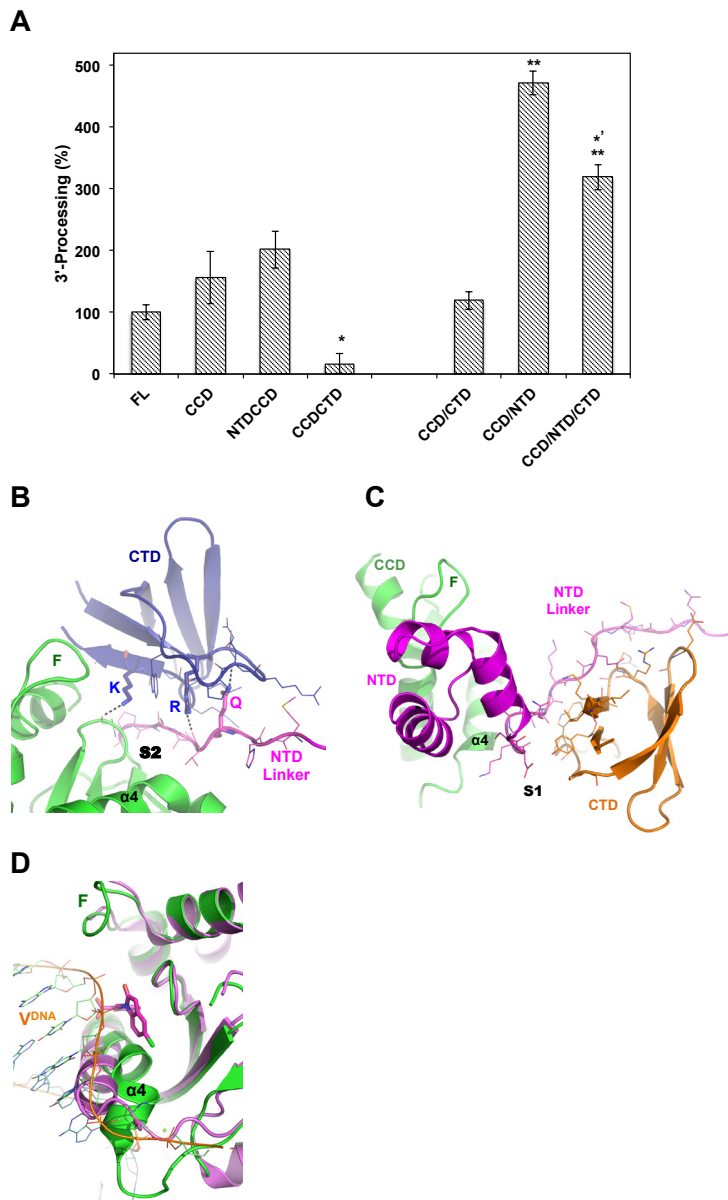 A
3'-Processing (%)
500
400
300
200
100
0
*
**
*'
**
FL
CCD
NTDCCD
CCDCTD
CCD/CTD
CCD/NTD
CCD/NTD/CTD
B
CTD
F
K
R
Q
S2
NTD
Linker
α4
C
CCD
F
NTD
Linker
NTD
α4
S1
CTD
D
F
VDNA
α4